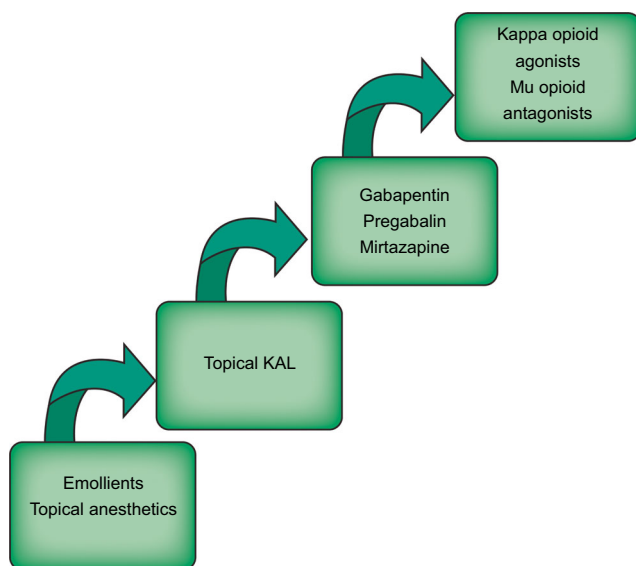 Kappa opioid
agonists
Mu opioid
antagonists
Gabapentin
Pregabalin
Mirtazapine
Topical KAL
Emollients
Topical anesthetics